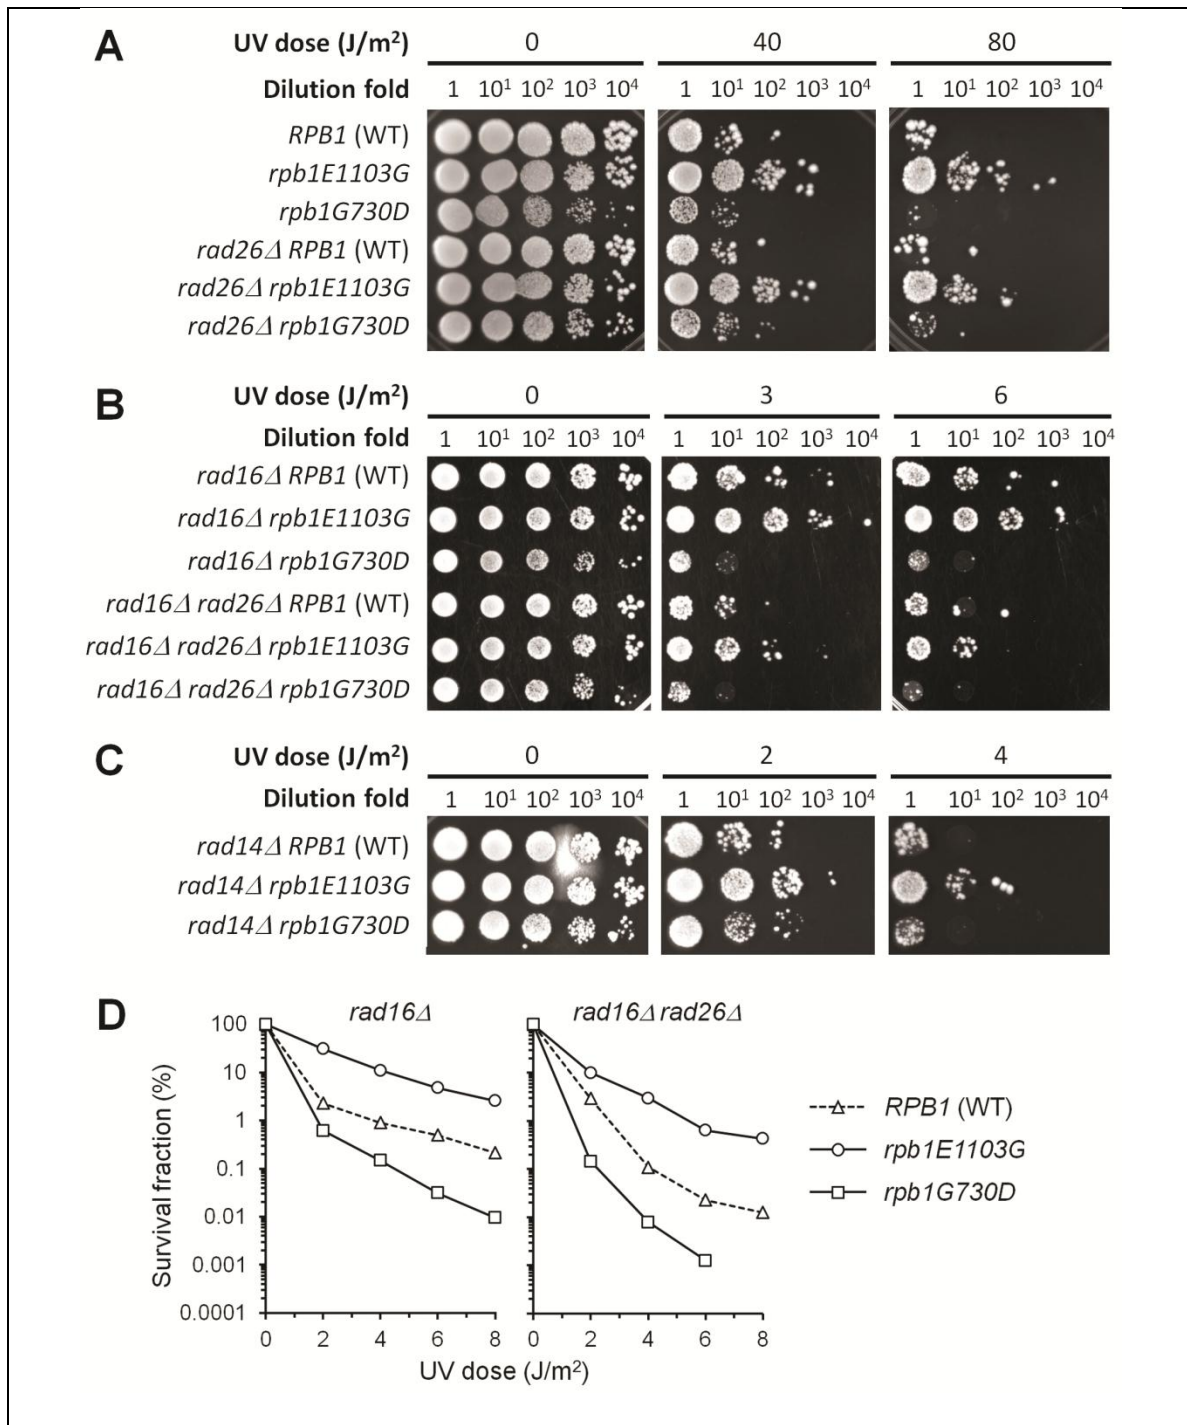 A
UV dose (J/m²) 0 40 80
Dilution fold 1 10¹ 10² 10³ 10⁴ 1 10¹ 10² 10³ 10⁴ 1 10¹ 10² 10³ 10⁴
RPB1 (WT)
rpb1E1103G
rpb1G730D
rad26Δ RPB1 (WT)
rad26Δ rpb1E1103G
rad26Δ rpb1G730D
B
UV dose (J/m²) 0 3 6
Dilution fold 1 10¹ 10² 10³ 10⁴ 1 10¹ 10² 10³ 10⁴ 1 10¹ 10² 10³ 10⁴
rad16Δ RPB1 (WT)
rad16Δ rpb1E1103G
rad16Δ rpb1G730D
rad16Δ rad26Δ RPB1 (WT)
rad16Δ rad26Δ rpb1E1103G
rad16Δ rad26Δ rpb1G730D
C
UV dose (J/m²) 0 2 4
Dilution fold 1 10¹ 10² 10³ 10⁴ 1 10¹ 10² 10³ 10⁴ 1 10¹ 10² 10³ 10⁴
rad14Δ RPB1 (WT)
rad14Δ rpb1E1103G
rad14Δ rpb1G730D
D
rad16Δ rad16Δ rad26Δ
Survival fraction (%)
100
10
1
0.1
0.01
0.001
0.0001
0 2 4 6 8 0 2 4 6 8
UV dose (J/m²)
RPB1 (WT)
rpb1E1103G
rpb1G730D